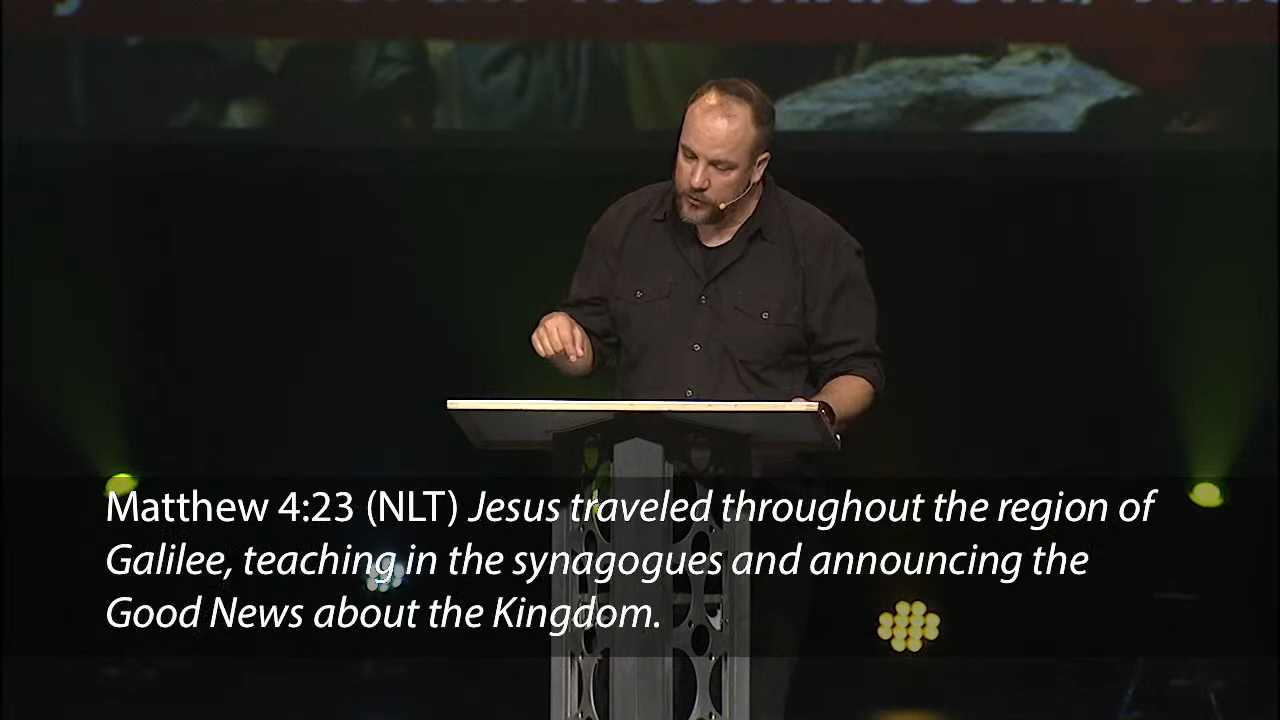 Matthew 4:23 (NLT) Jesus traveled throughout the region of
Galilee, teaching in the synagogues and announcing the
Good News about the Kingdom.